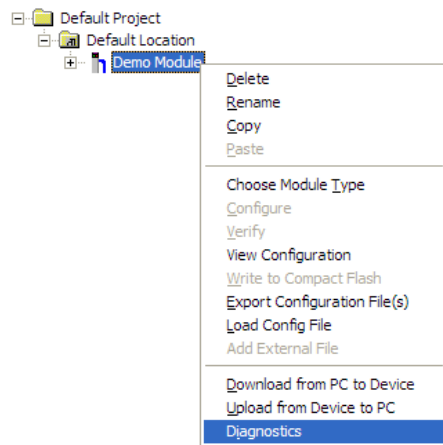 Default Project
Default Location
Demo Module
Delete
Rename
Copy
Paste
Choose Module Type
Configure
Verify
View Configuration
Write to Compact Flash
Export Configuration File(s)
Load Config File
Add External File
Download from PC to Device
Upload from Device to PC
Diagnostics